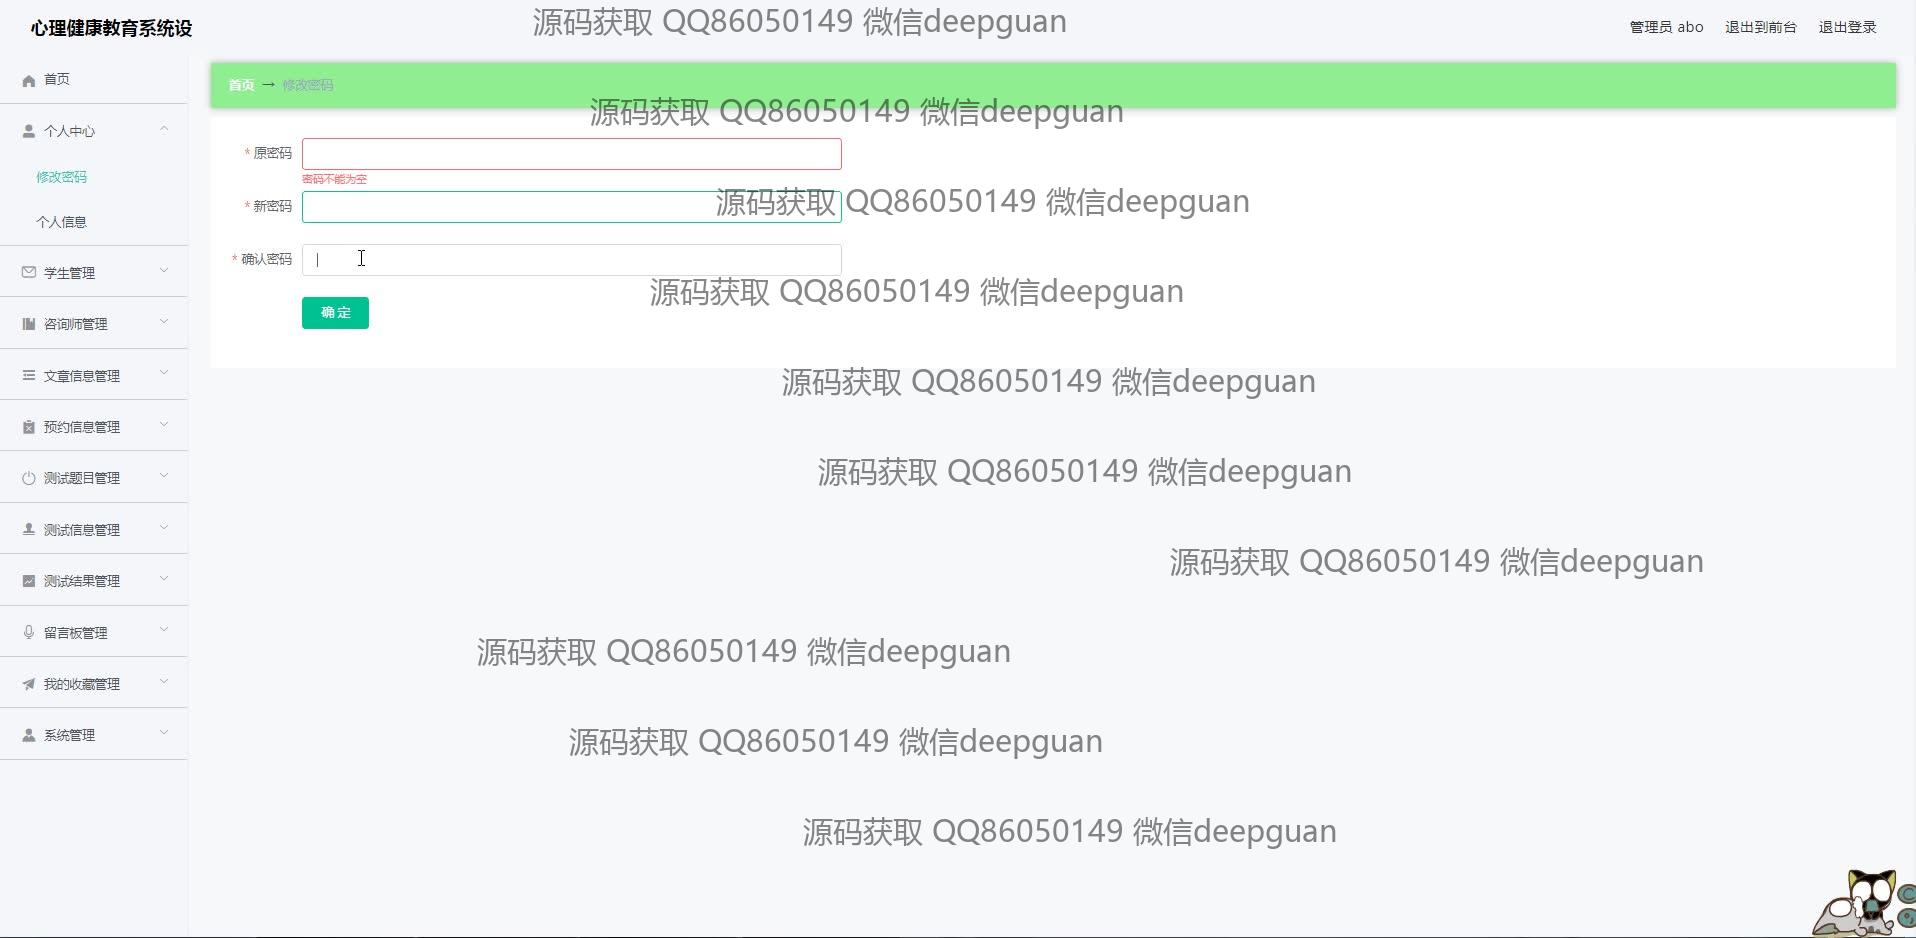 心理健康教育系统设
管理员 abo 退出到前台 退出登录
源码获取 QQ86050149 微信deepguan
首页
个人中心
修改密码
个人信息
学生管理
咨询师管理
文章信息管理
预约信息管理
测试题目管理
测试信息管理
测试结果管理
留言板管理
我的收藏管理
系统管理
首页 → 修改密码
源码获取 QQ86050149 微信deepguan
* 原密码
密码不能为空
* 新密码
源码获取 QQ86050149 微信deepguan
* 确认密码
源码获取 QQ86050149 微信deepguan
确定
源码获取 QQ86050149 微信deepguan
源码获取 QQ86050149 微信deepguan
源码获取 QQ86050149 微信deepguan
源码获取 QQ86050149 微信deepguan
源码获取 QQ86050149 微信deepguan
源码获取 QQ86050149 微信deepguan